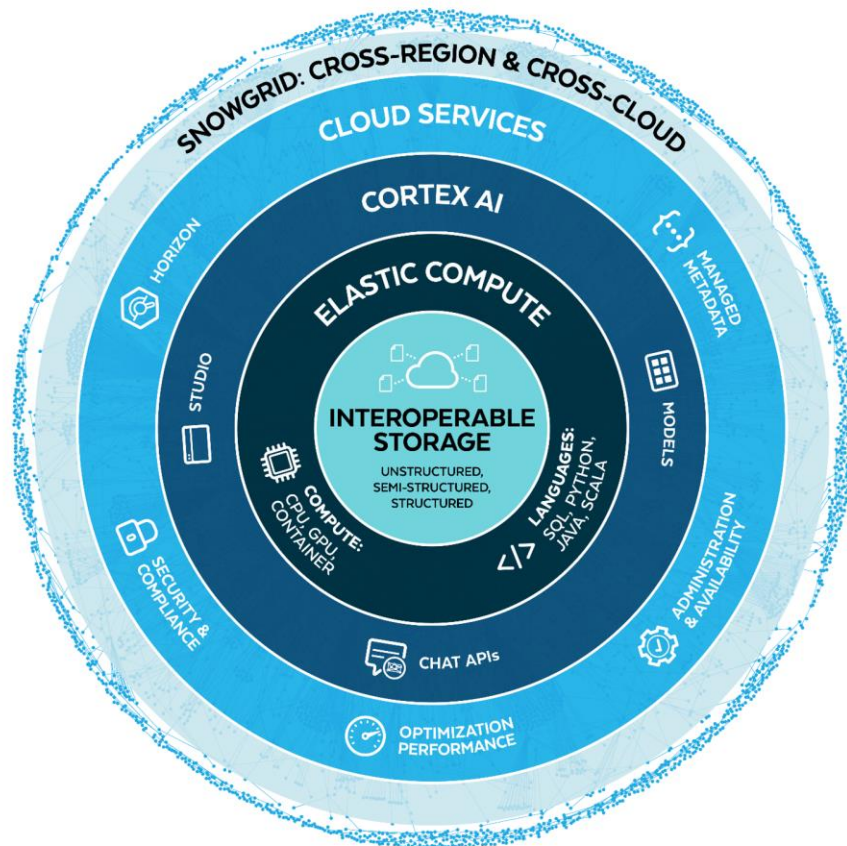 SNOWGRID: CROSS-REGION & CROSS-CLOUD
CLOUD SERVICES
HORIZON
MANAGED
METADATA
SECURITY &
COMPLIANCE
ADMINISTRATION
& AVAILABILITY
OPTIMIZATION
PERFORMANCE
CORTEX AI
STUDIO
MODELS
CHAT APIs
ELASTIC COMPUTE
COMPUTE:
CPU, GPU,
CONTAINER
</>
LANGUAGES:
SQL, PYTHON,
JAVA, SCALA
INTEROPERABLE
STORAGE
UNSTRUCTURED,
SEMI-STRUCTURED,
STRUCTURED